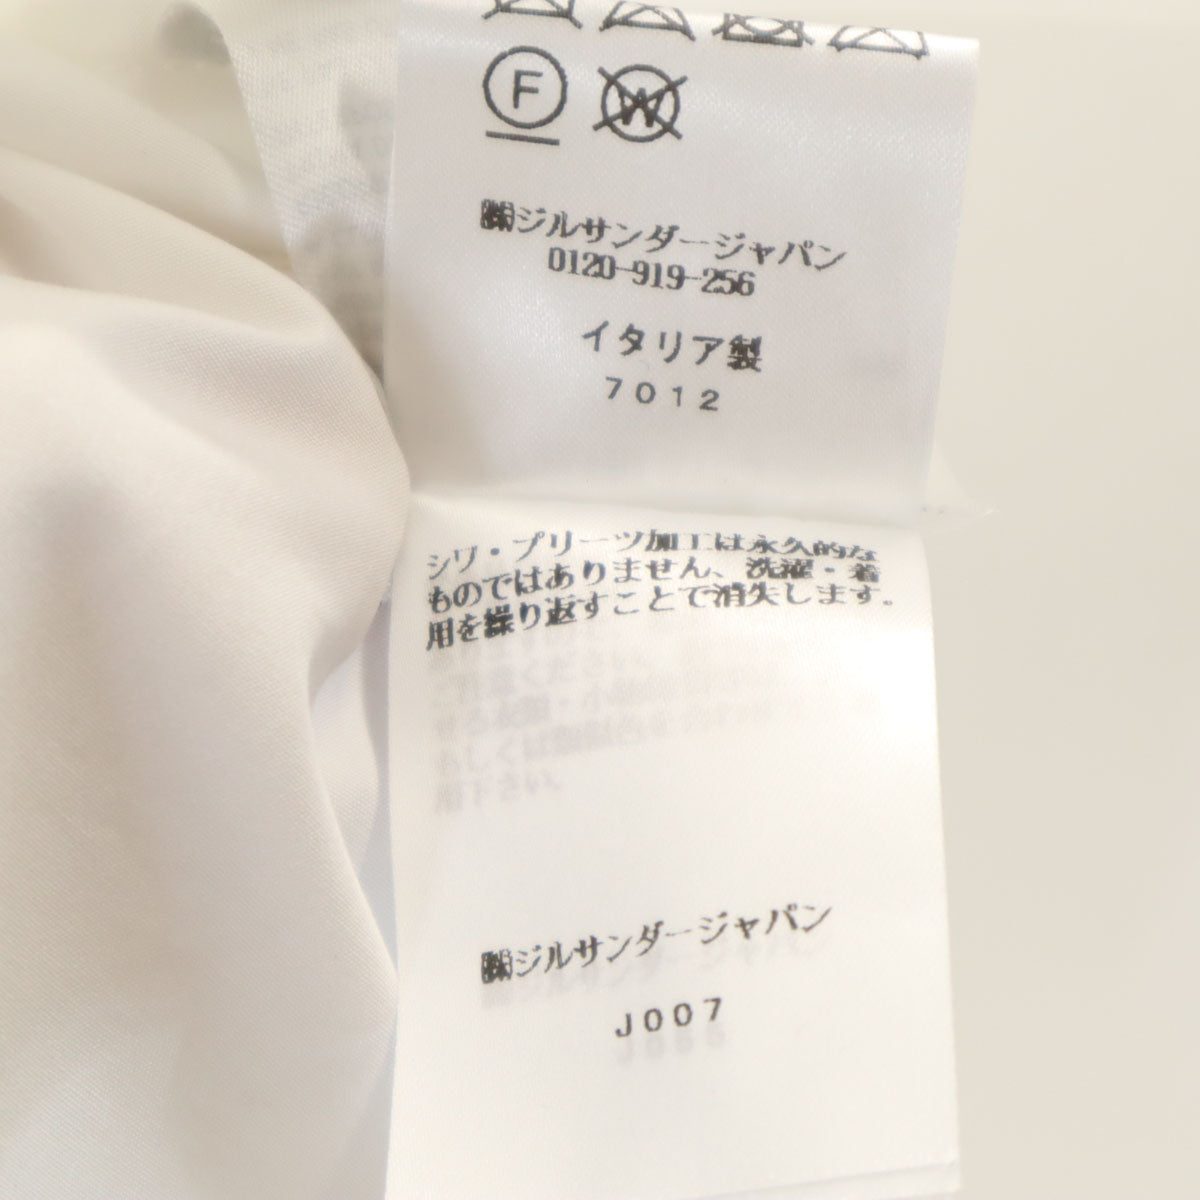 F
W
㈱ジルサンダージャパン
0120-919-256
イタリア製
7012
シワ・プリーツ加工は永久的な
ものではありません、洗濯・着
用を繰り返すことで消失します。
㈱ジルサンダージャパン
J007